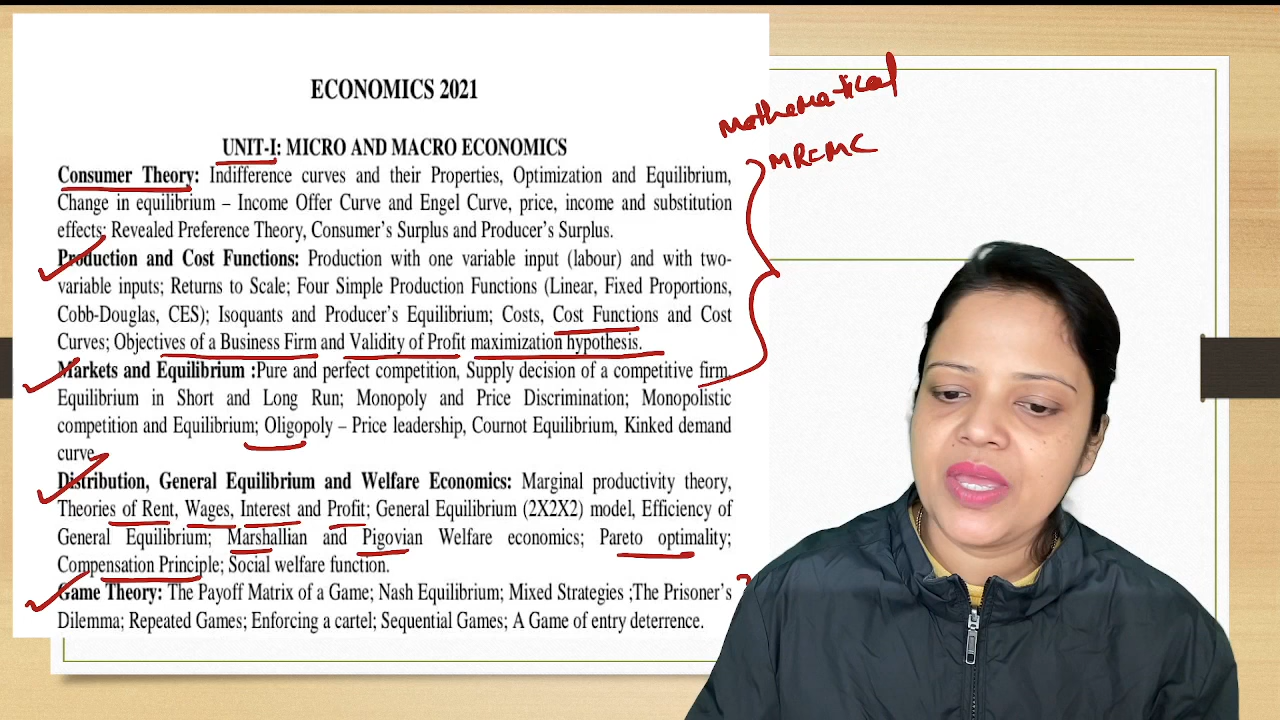 ECONOMICS 2021
UNIT-I: MICRO AND MACRO ECONOMICS
Consumer Theory: Indifference curves and their Properties, Optimization and Equilibrium,
Change in equilibrium – Income Offer Curve and Engel Curve, price, income and substitution
effects; Revealed Preference Theory, Consumer's Surplus and Producer's Surplus.
Production and Cost Functions: Production with one variable input (labour) and with two-
variable inputs; Returns to Scale; Four Simple Production Functions (Linear, Fixed Proportions,
Cobb-Douglas, CES); Isoquants and Producer's Equilibrium; Costs, Cost Functions and Cost
Curves; Objectives of a Business Firm and Validity of Profit maximization hypothesis.
Markets and Equilibrium :Pure and perfect competition, Supply decision of a competitive firm,
Equilibrium in Short and Long Run; Monopoly and Price Discrimination; Monopolistic
competition and Equilibrium; Oligopoly – Price leadership, Cournot Equilibrium, Kinked demand
curve.
Distribution, General Equilibrium and Welfare Economics: Marginal productivity theory,
Theories of Rent, Wages, Interest and Profit; General Equilibrium (2X2X2) model, Efficiency of
General Equilibrium; Marshallian and Pigovian Welfare economics; Pareto optimality;
Compensation Principle; Social welfare function.
Game Theory: The Payoff Matrix of a Game; Nash Equilibrium; Mixed Strategies ;The Prisoner's
Dilemma; Repeated Games; Enforcing a cartel; Sequential Games; A Game of entry deterrence.
Mathematical